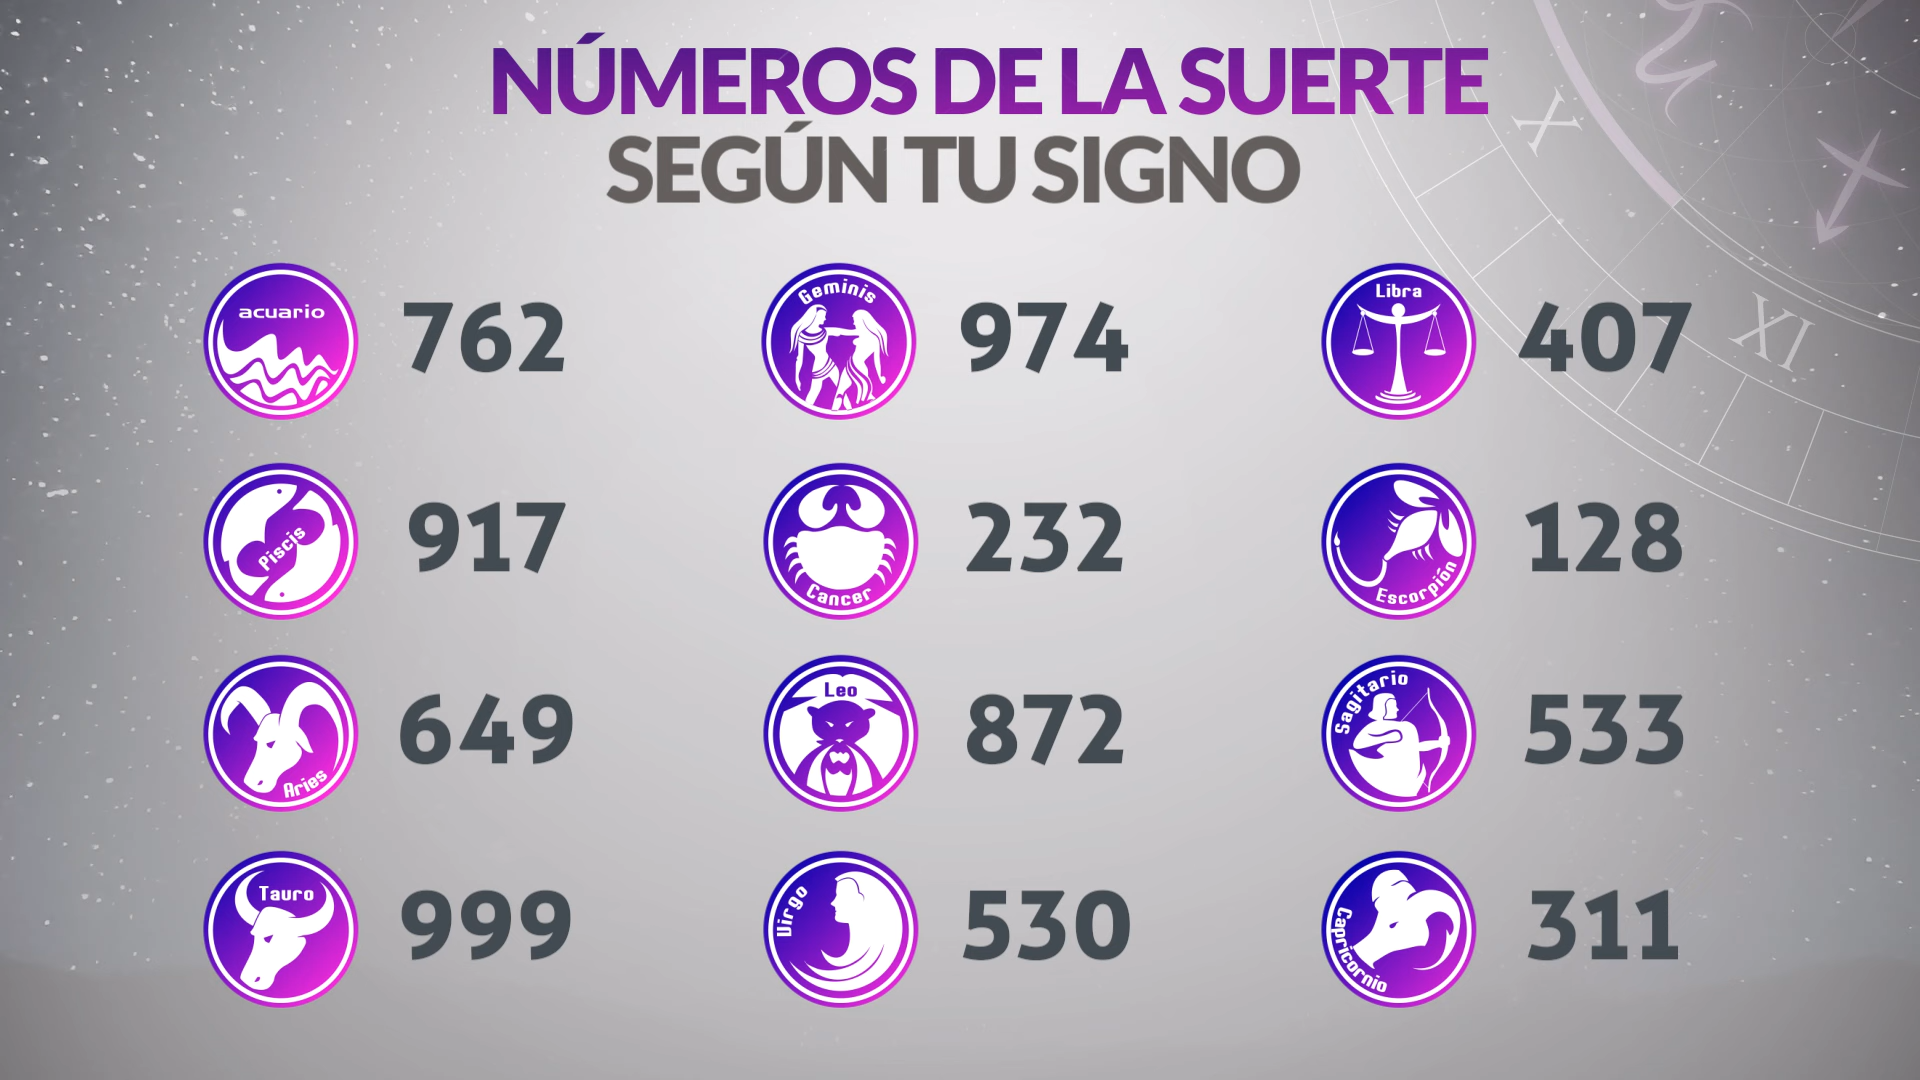 NÚMEROS DE LA SUERTE
SEGÚN TU SIGNO
acuario 762
Geminis 974
Libra 407
Piscis 917
Cancer 232
Escorpión 128
Aries 649
Leo 872
Sagitario 533
Tauro 999
Virgo 530
Capricornio 311
X
XI